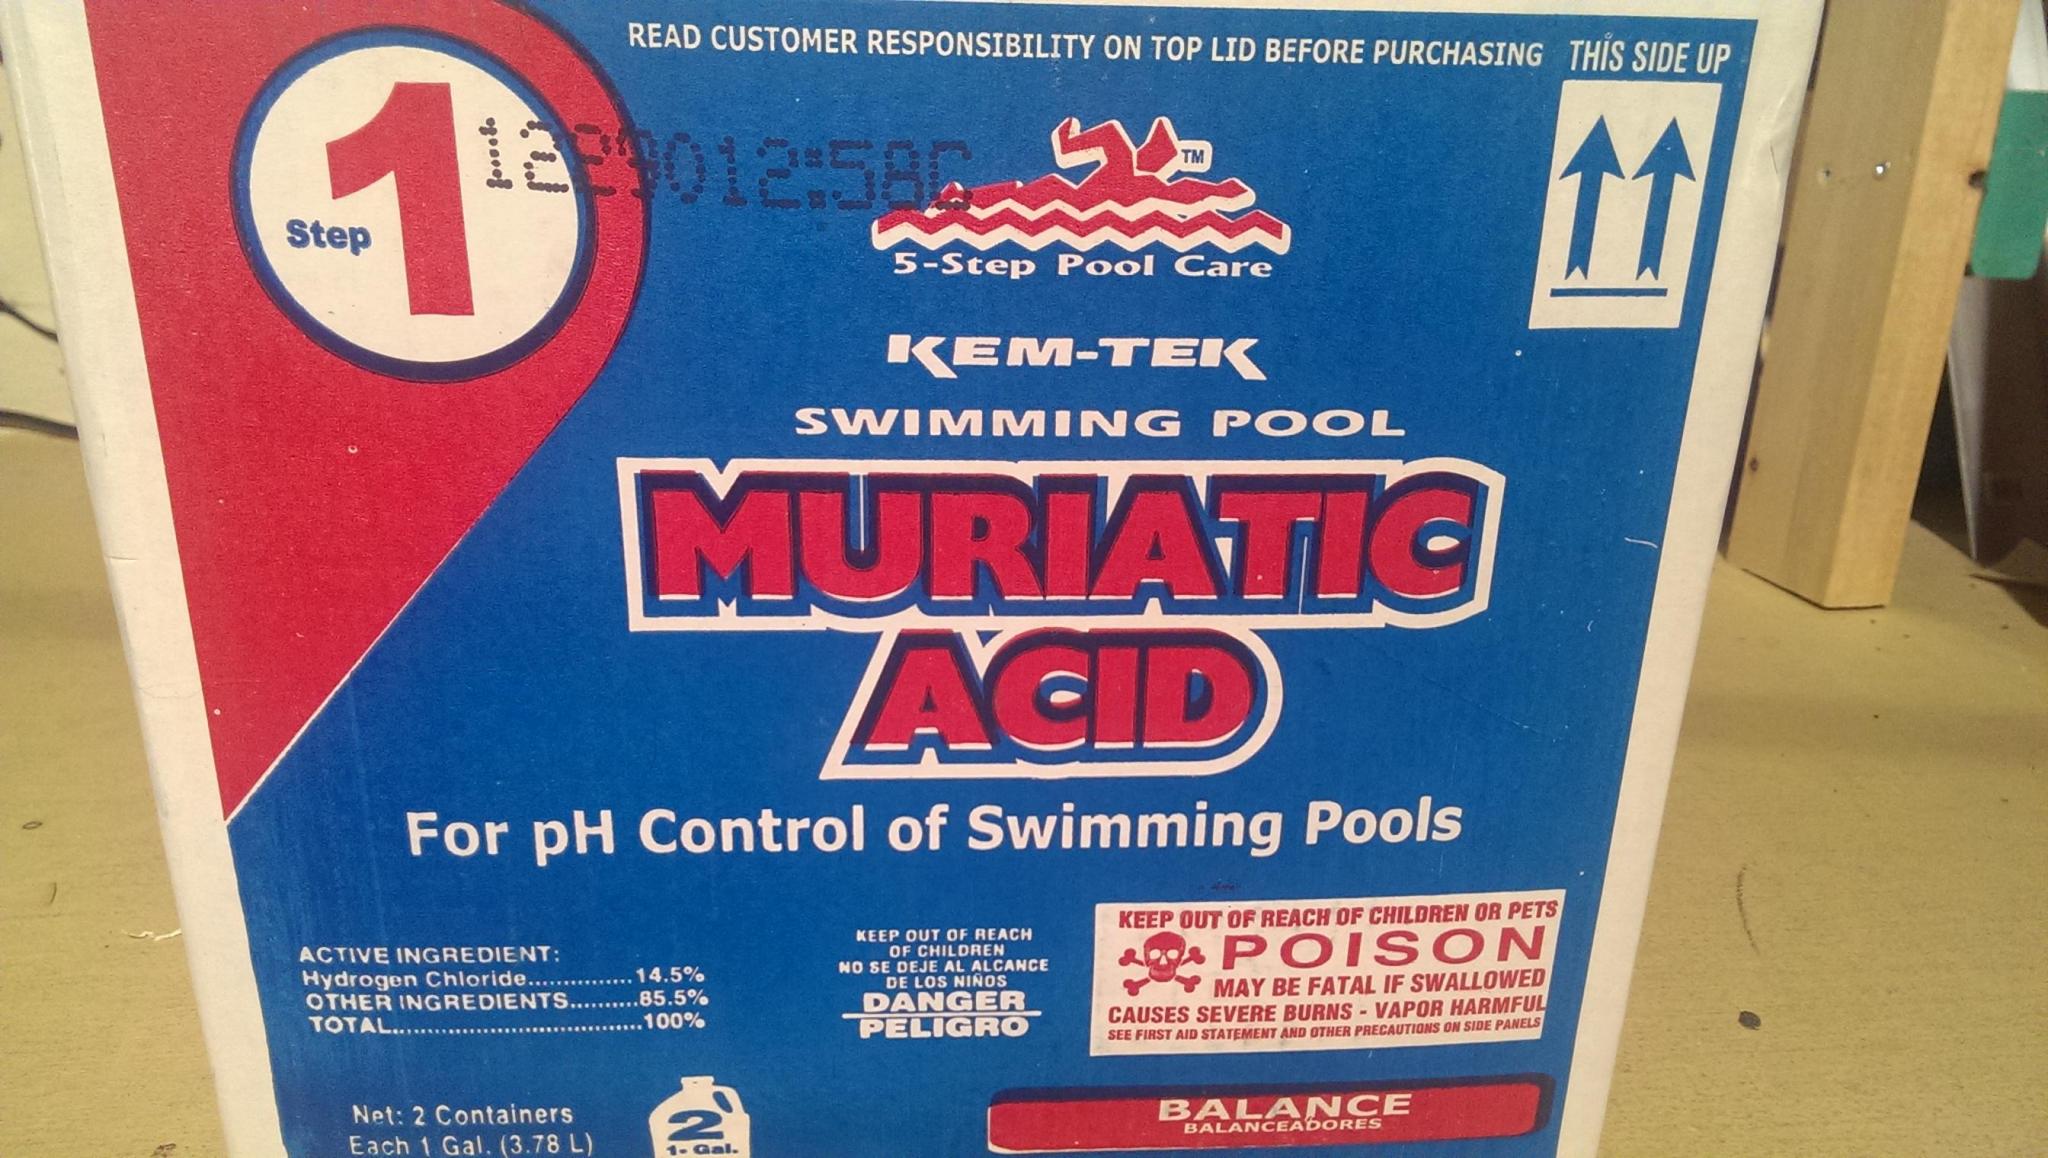 READ CUSTOMER RESPONSIBILITY ON TOP LID BEFORE PURCHASING
THIS SIDE UP
Step 1
1299012:58C
TM
5-Step Pool Care
KEM-TEK
SWIMMING POOL
MURIATIC
ACID
For pH Control of Swimming Pools
ACTIVE INGREDIENT:
Hydrogen Chloride...............14.5%
OTHER INGREDIENTS..........85.5%
TOTAL...................................100%
KEEP OUT OF REACH
OF CHILDREN
NO SE DEJE AL ALCANCE
DE LOS NIÑOS
DANGER
PELIGRO
KEEP OUT OF REACH OF CHILDREN OR PETS
POISON
MAY BE FATAL IF SWALLOWED
CAUSES SEVERE BURNS - VAPOR HARMFUL
SEE FIRST AID STATEMENT AND OTHER PRECAUTIONS ON SIDE PANELS
Net: 2 Containers
Each 1 Gal. (3.78 L)
2
1- Gal.
BALANCE
BALANCEADORES